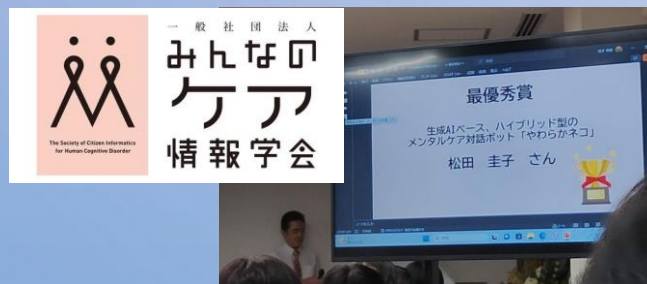 一般社団法人
みんなの
ケア
情報学会
The Society of Citizen Informatics
for Human Cognitive Disorder
最優秀賞
生成AIベース、ハイブリッド型の
メンタルケア対話ボット「やわらかネコ」
松田 圭子 さん